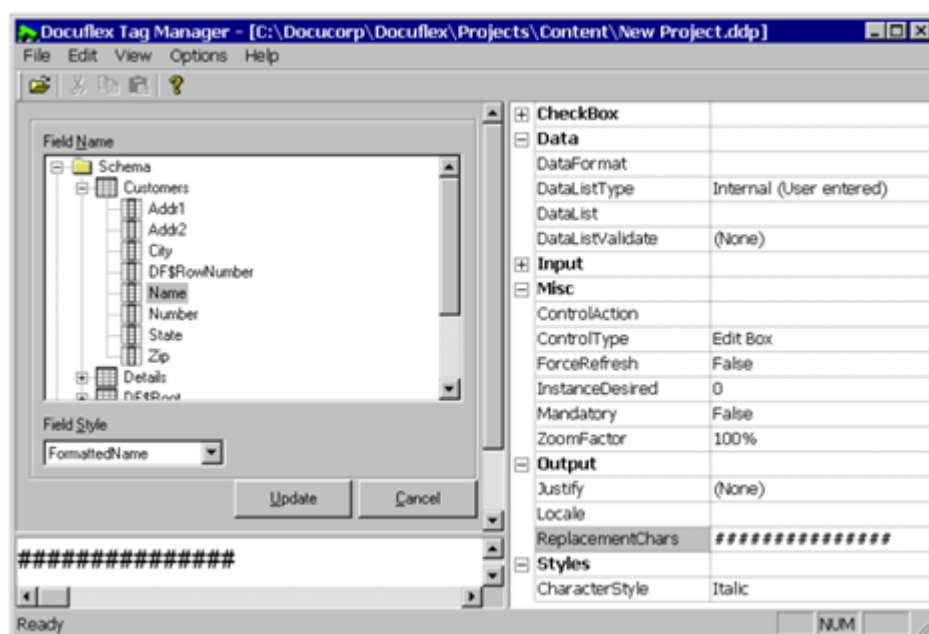 Docuflex Tag Manager - [C:\Docucorp\Docuflex\Projects\Content\New Project.ddp]
File Edit View Options Help
Field Name
Schema
Customers
Addr1
Addr2
City
DF$RowNumber
Name
Number
State
Zip
Details
DF$Root
Field Style
FormattedName
Update Cancel
###############
CheckBox
Data
DataFormat
DataListType Internal (User entered)
DataList
DataListValidate (None)
Input
Misc
ControlAction
ControlType Edit Box
ForceRefresh False
InstanceDesired 0
Mandatory False
ZoomFactor 100%
Output
Justify (None)
Locale
ReplacementChars ###############
Styles
CharacterStyle Italic
Ready NUM